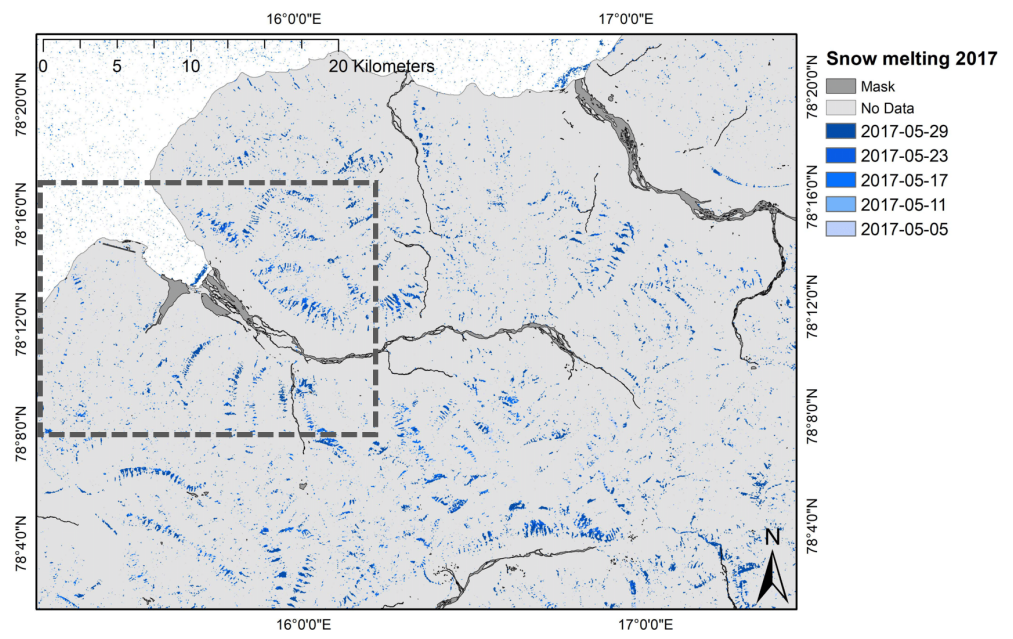 16°0'0"E 17°0'0"E
0 5 10 20 Kilometers
78°20'0"N
78°16'0"N
78°12'0"N
78°8'0"N
78°4'0"N
78°20'0"N
78°16'0"N
78°12'0"N
78°8'0"N
78°4'0"N
Snow melting 2017
Mask
No Data
2017-05-29
2017-05-23
2017-05-17
2017-05-11
2017-05-05
N
16°0'0"E 17°0'0"E